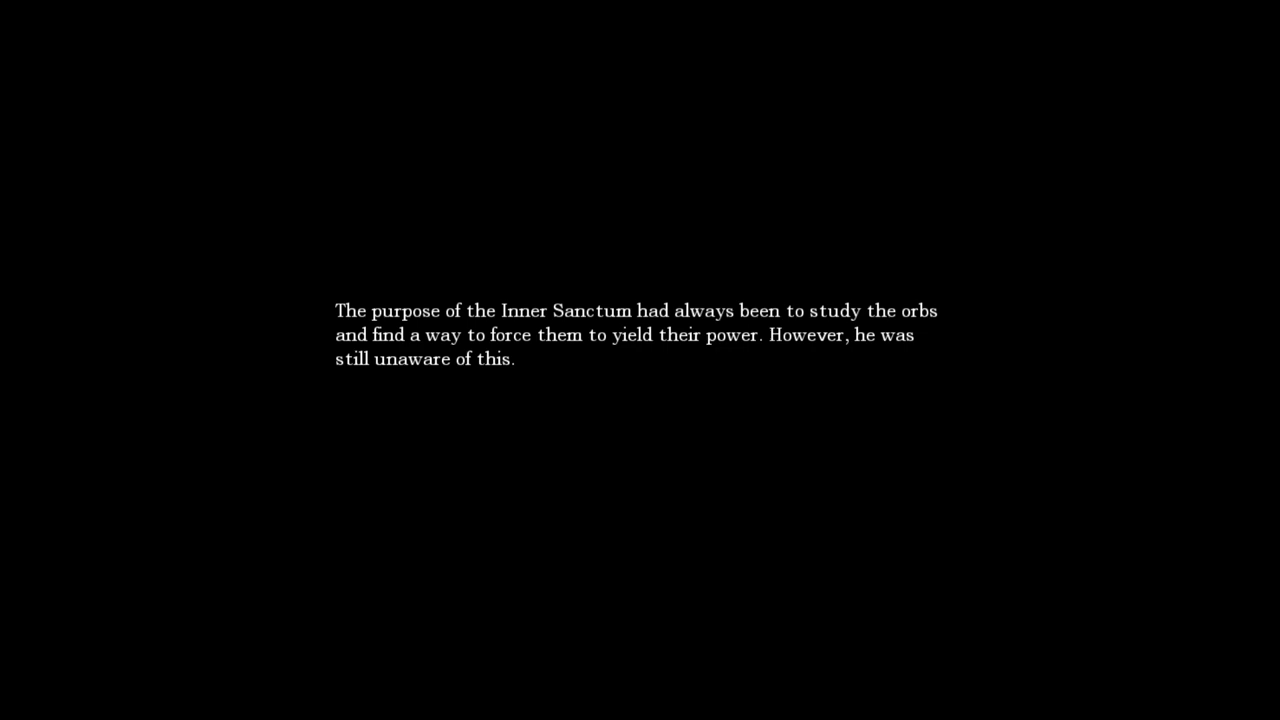 The purpose of the Inner Sanctum had always been to study the orbs
and find a way to force them to yield their power. However, he was
still unaware of this.